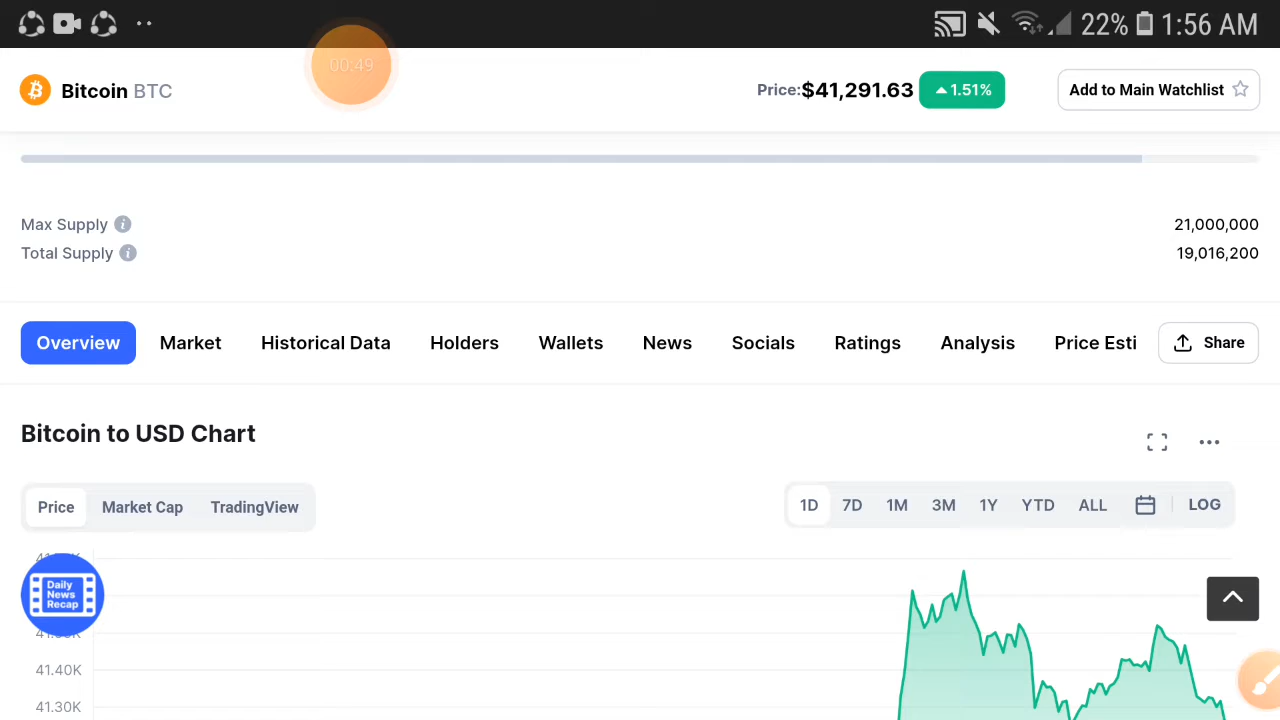 22% 1:56 AM
00:49
Bitcoin BTC
Price:$41,291.63 1.51% Add to Main Watchlist
Max Supply 21,000,000
Total Supply 19,016,200
Overview Market Historical Data Holders Wallets News Socials Ratings Analysis Price Esti Share
Bitcoin to USD Chart
Price Market Cap TradingView 1D 7D 1M 3M 1Y YTD ALL LOG
Daily
News
Recap
41.40K
41.30K